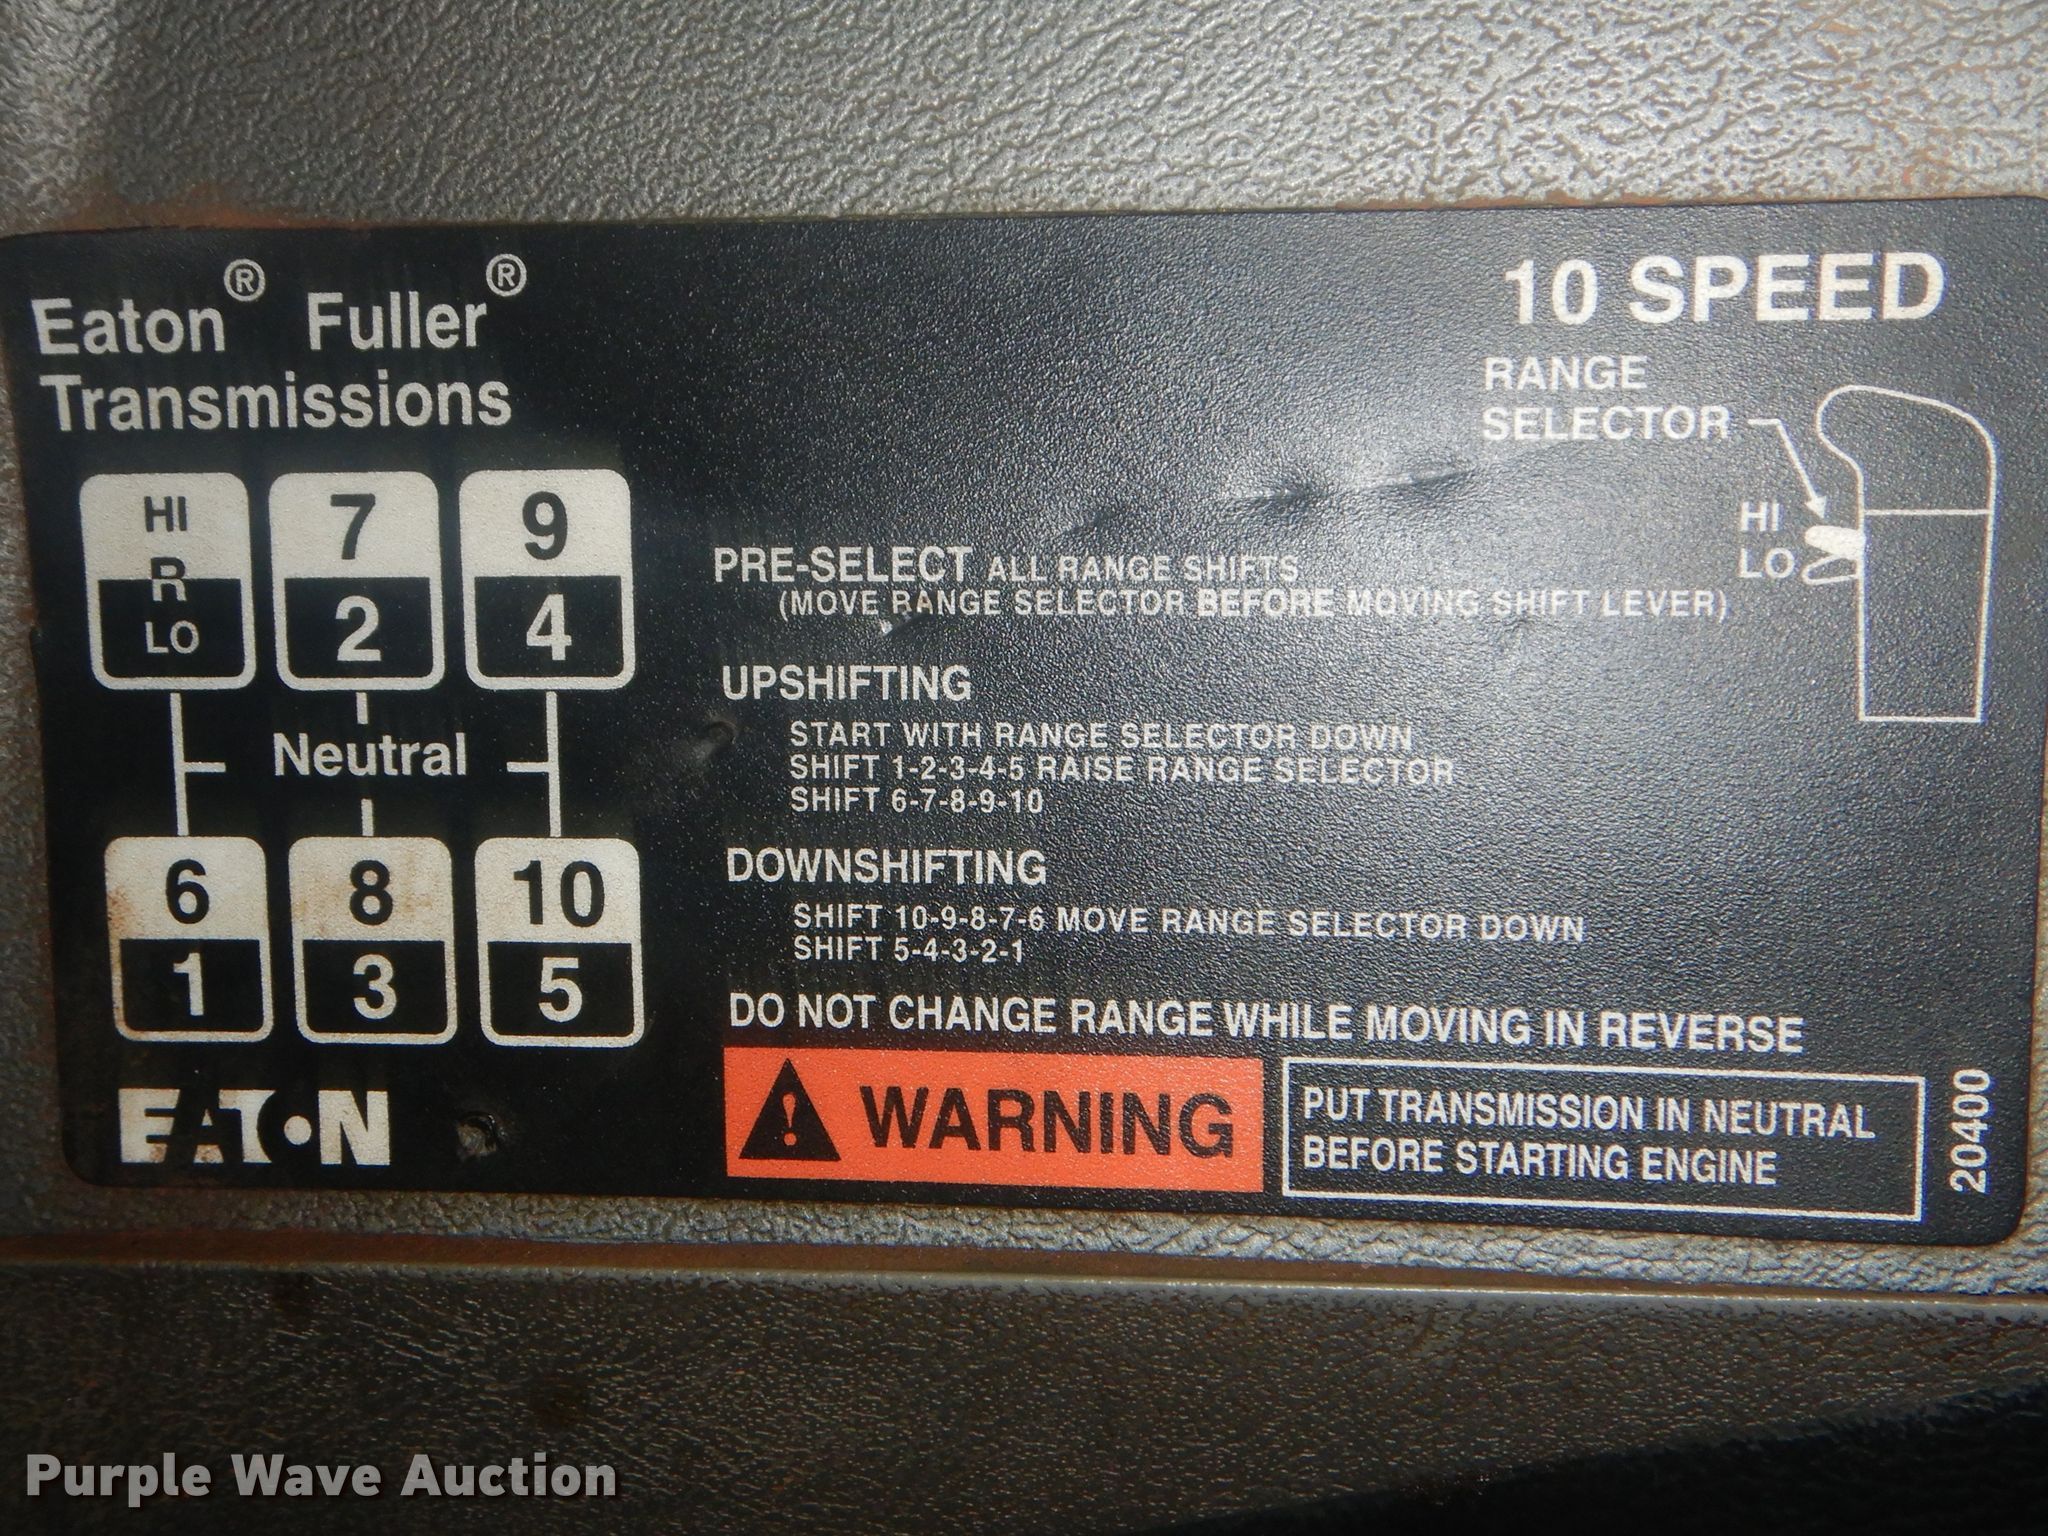 Eaton® Fuller®
Transmissions
10 SPEED
RANGE
SELECTOR
HI
LO
HI
R
LO
7
2
9
4
Neutral
6
1
8
3
10
5
EATON
PRE-SELECT ALL RANGE SHIFTS
(MOVE RANGE SELECTOR BEFORE MOVING SHIFT LEVER)
UPSHIFTING
START WITH RANGE SELECTOR DOWN
SHIFT 1-2-3-4-5 RAISE RANGE SELECTOR
SHIFT 6-7-8-9-10
DOWNSHIFTING
SHIFT 10-9-8-7-6 MOVE RANGE SELECTOR DOWN
SHIFT 5-4-3-2-1
DO NOT CHANGE RANGE WHILE MOVING IN REVERSE
WARNING
PUT TRANSMISSION IN NEUTRAL
BEFORE STARTING ENGINE
20400
Purple Wave Auction